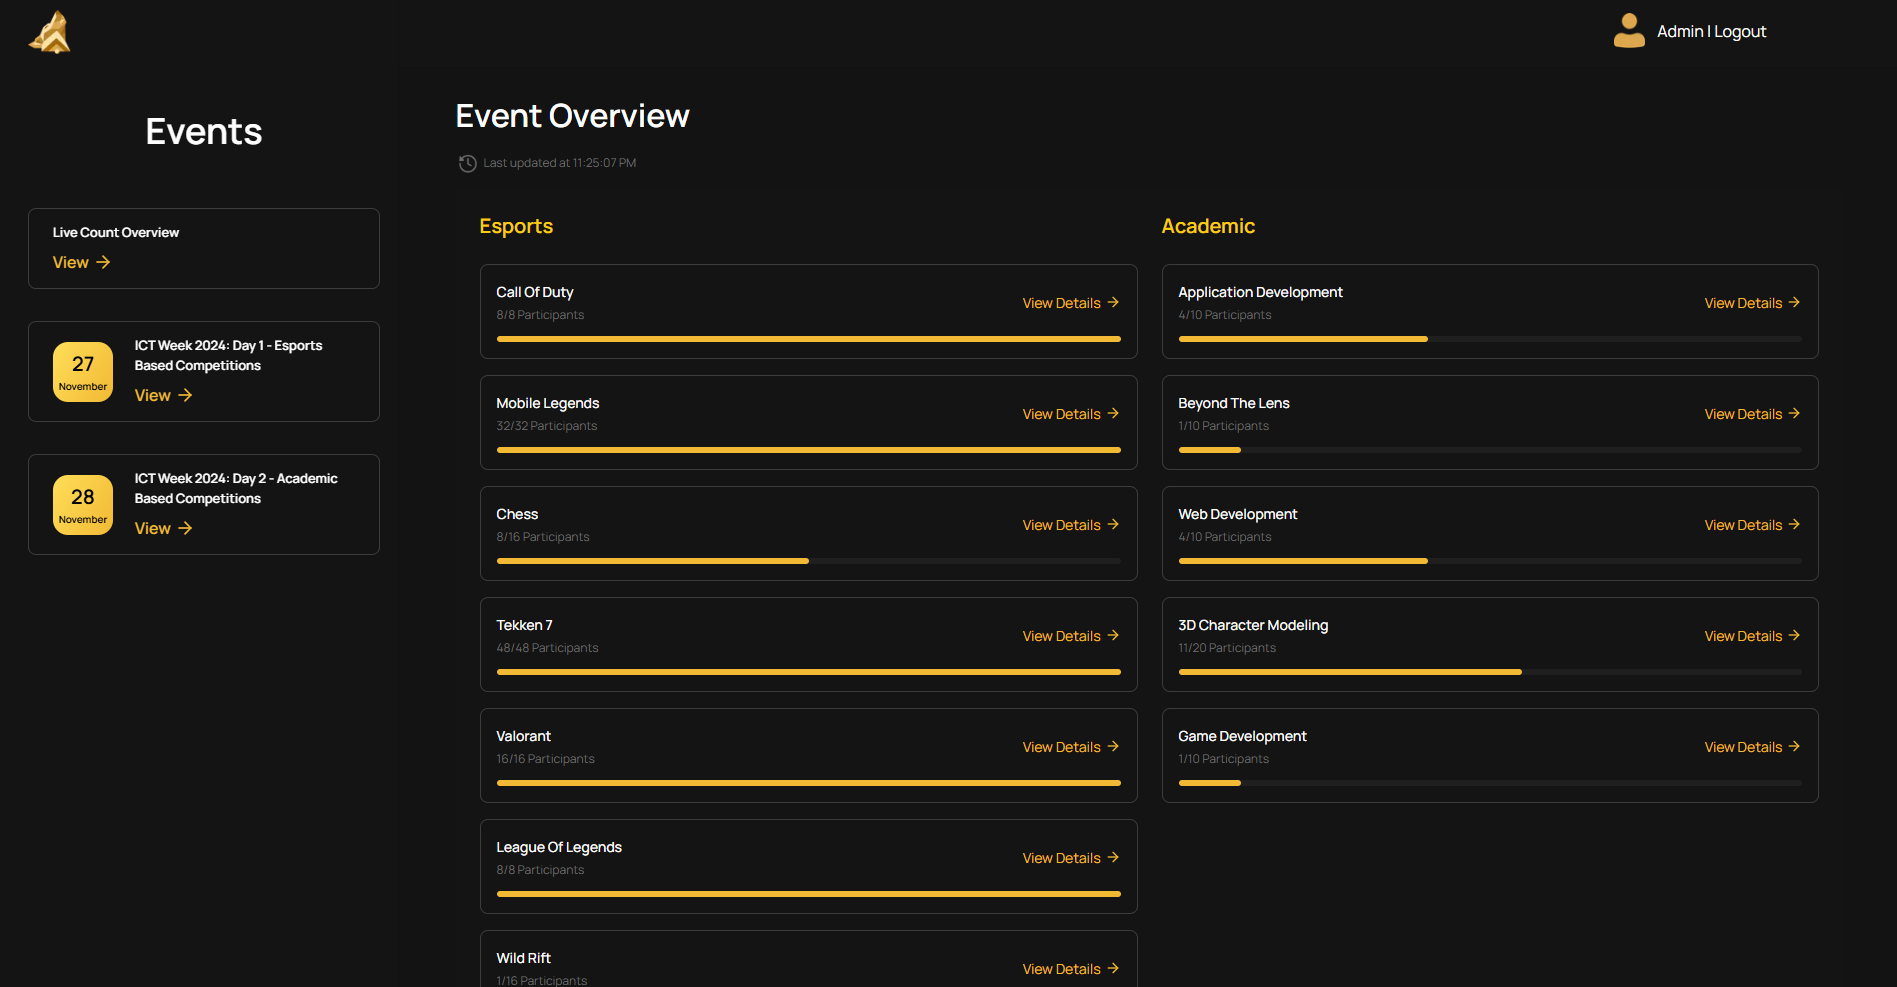 Admin | Logout
Events
Live Count Overview
View
27
November
ICT Week 2024: Day 1 - Esports
Based Competitions
View
28
November
ICT Week 2024: Day 2 - Academic
Based Competitions
View
Event Overview
Last updated at 11:25:07 PM
Esports
Call Of Duty
8/8 Participants
View Details
Mobile Legends
32/32 Participants
View Details
Chess
8/16 Participants
View Details
Tekken 7
48/48 Participants
View Details
Valorant
16/16 Participants
View Details
League Of Legends
8/8 Participants
View Details
Wild Rift
1/16 Participants
View Details
Academic
Application Development
4/10 Participants
View Details
Beyond The Lens
1/10 Participants
View Details
Web Development
4/10 Participants
View Details
3D Character Modeling
11/20 Participants
View Details
Game Development
1/10 Participants
View Details